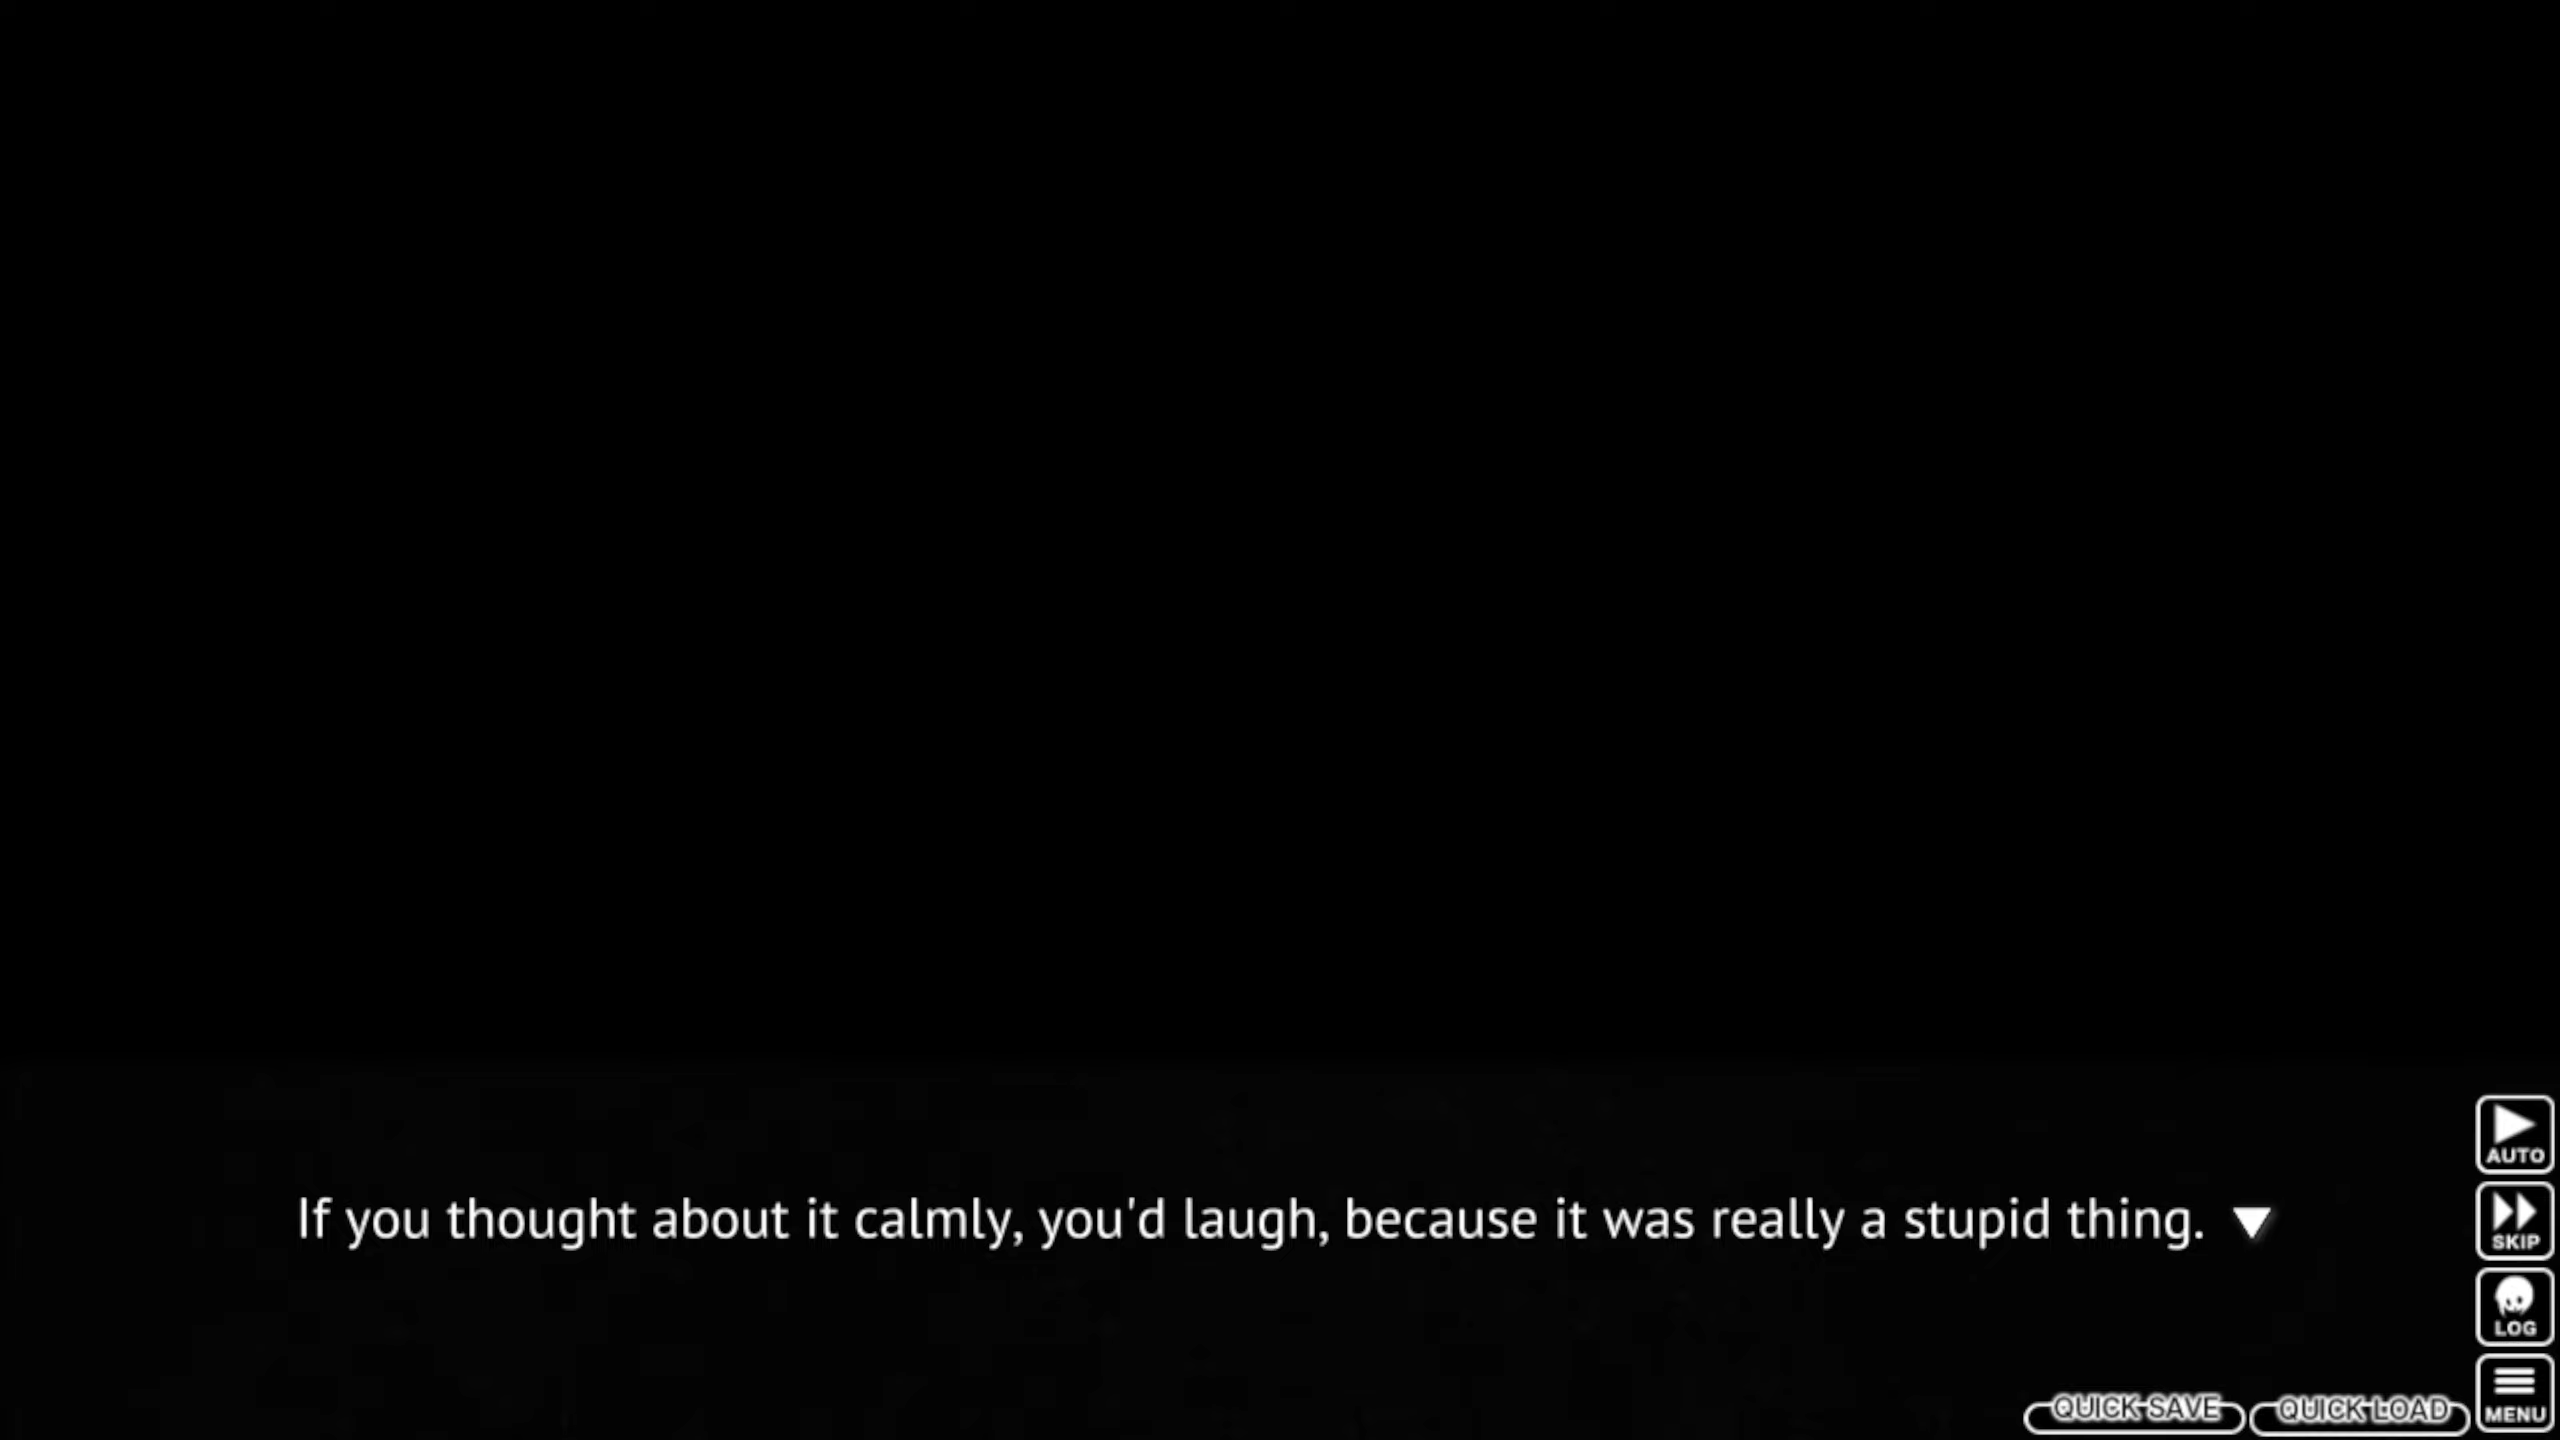 If you thought about it calmly, you'd laugh, because it was really a stupid thing.
AUTO
SKIP
LOG
MENU
QUICK SAVE
QUICK LOAD